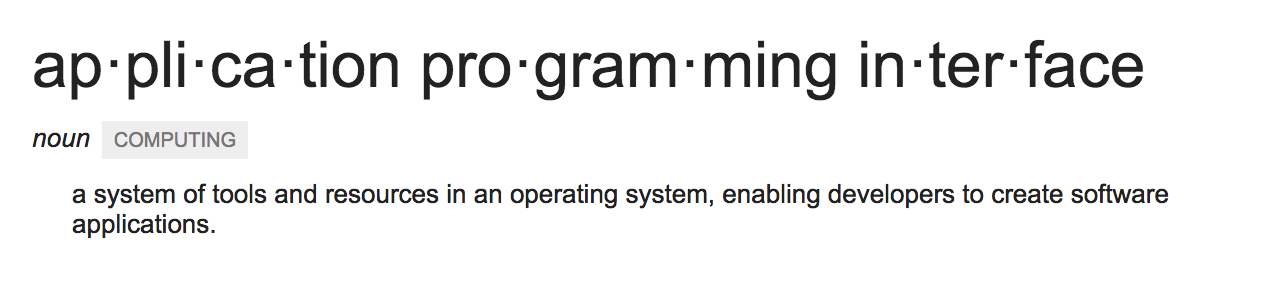 ap·pli·ca·tion pro·gram·ming in·ter·face
noun COMPUTING
a system of tools and resources in an operating system, enabling developers to create software
applications.